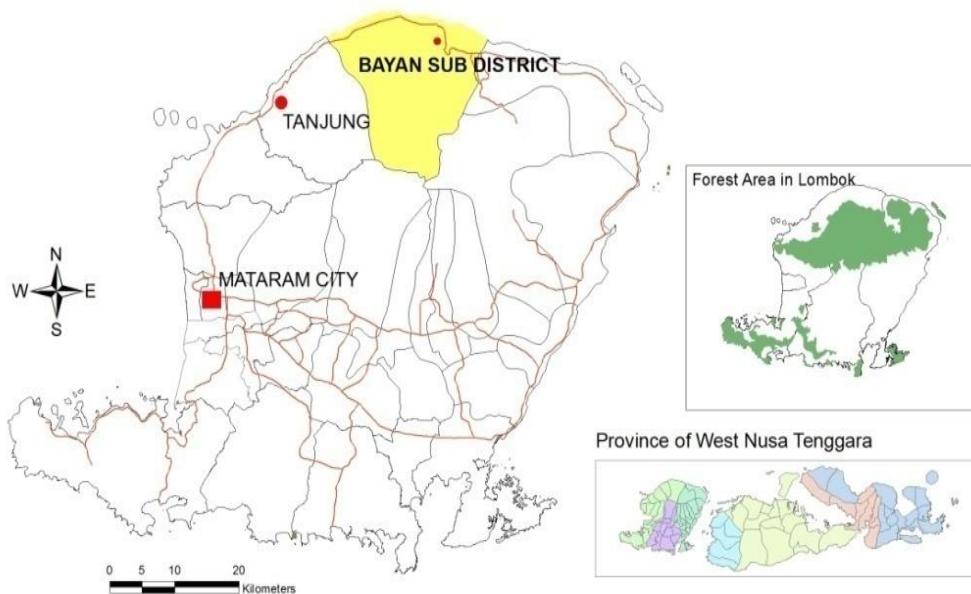 BAYAN SUB DISTRICT
TANJUNG
MATARAM CITY
N
W E
S
0 5 10 20
Kilometers
Forest Area in Lombok
Province of West Nusa Tenggara